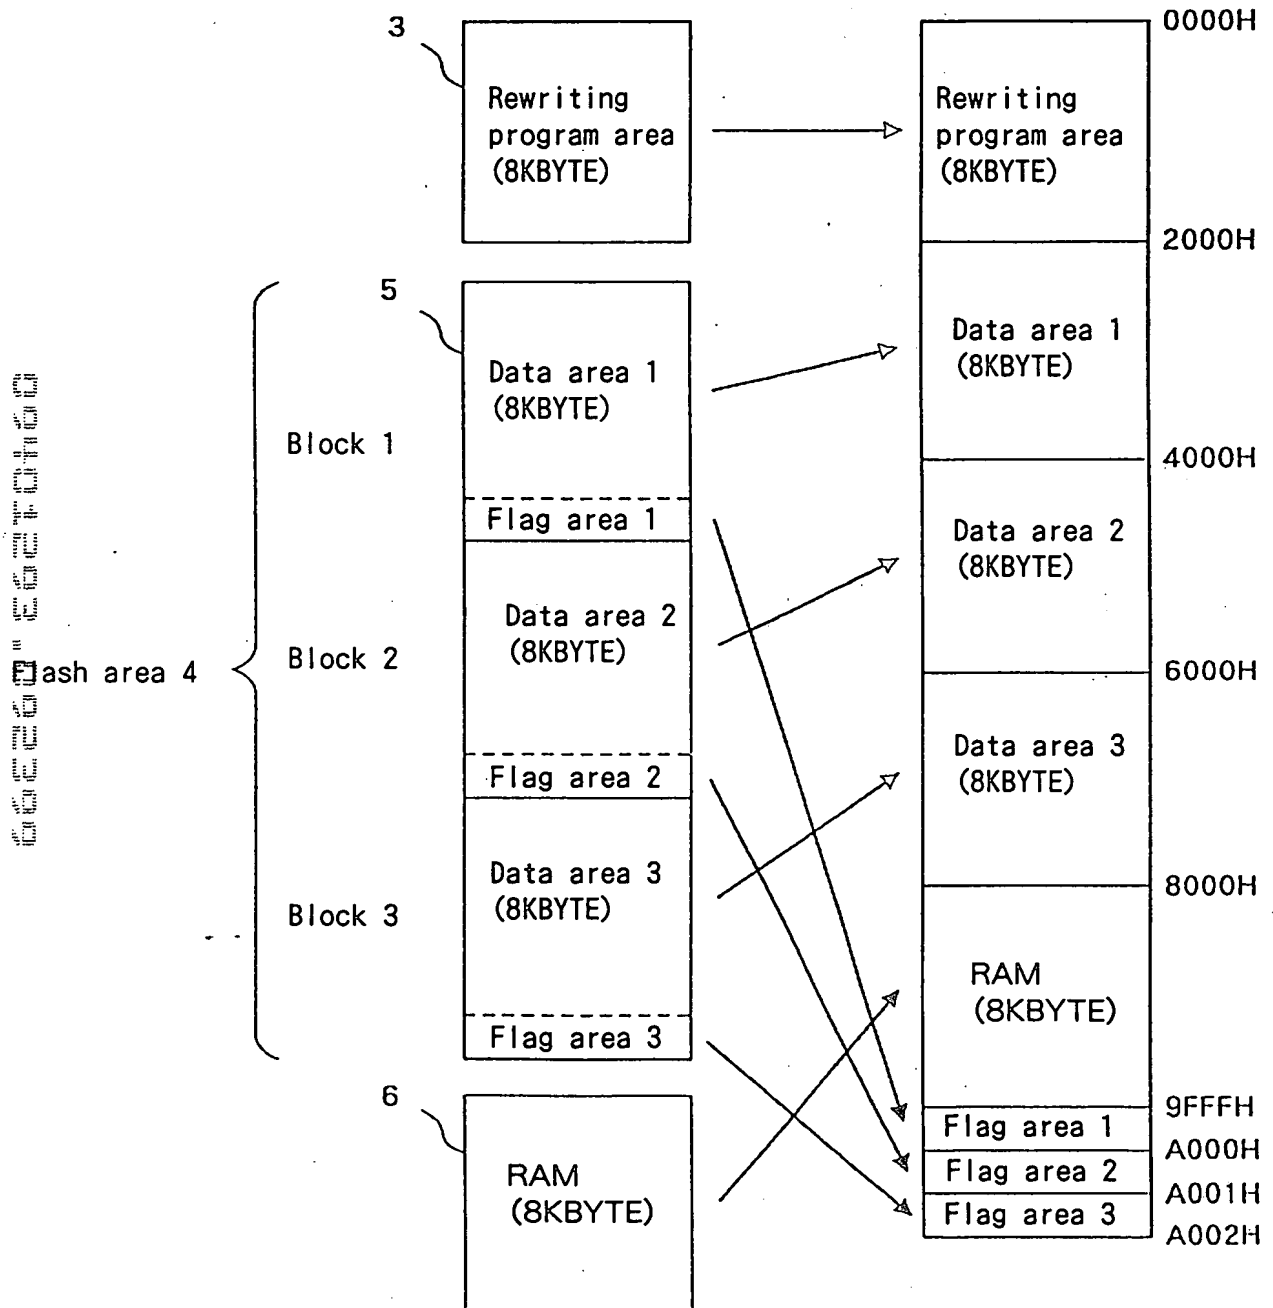 3
Rewriting
program area
(8KBYTE)
Rewriting
program area
(8KBYTE)
0000H
2000H
5
Data area 1
(8KBYTE)
Data area 1
(8KBYTE)
Block 1
4000H
Flag area 1
Data area 2
(8KBYTE)
Data area 2
(8KBYTE)
Block 2
Flash area 4
6000H
Flag area 2
Data area 3
(8KBYTE)
Data area 3
(8KBYTE)
Block 3
8000H
RAM
(8KBYTE)
Flag area 3
6
9FFFH
Flag area 1
A000H
Flag area 2
A001H
Flag area 3
A002H
RAM
(8KBYTE)